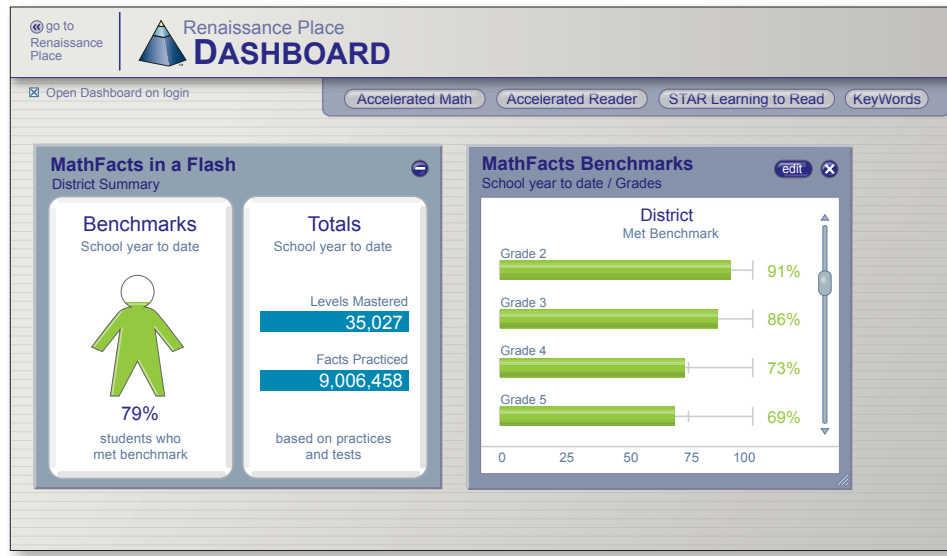 go to
Renaissance
Place
Renaissance Place
DASHBOARD
Open Dashboard on login
Accelerated Math
Accelerated Reader
STAR Learning to Read
KeyWords
MathFacts in a Flash
District Summary
Benchmarks
School year to date
79%
students who
met benchmark
Totals
School year to date
Levels Mastered
35,027
Facts Practiced
9,006,458
based on practices
and tests
MathFacts Benchmarks
School year to date / Grades
edit
District
Met Benchmark
Grade 2
91%
Grade 3
86%
Grade 4
73%
Grade 5
69%
0 25 50 75 100